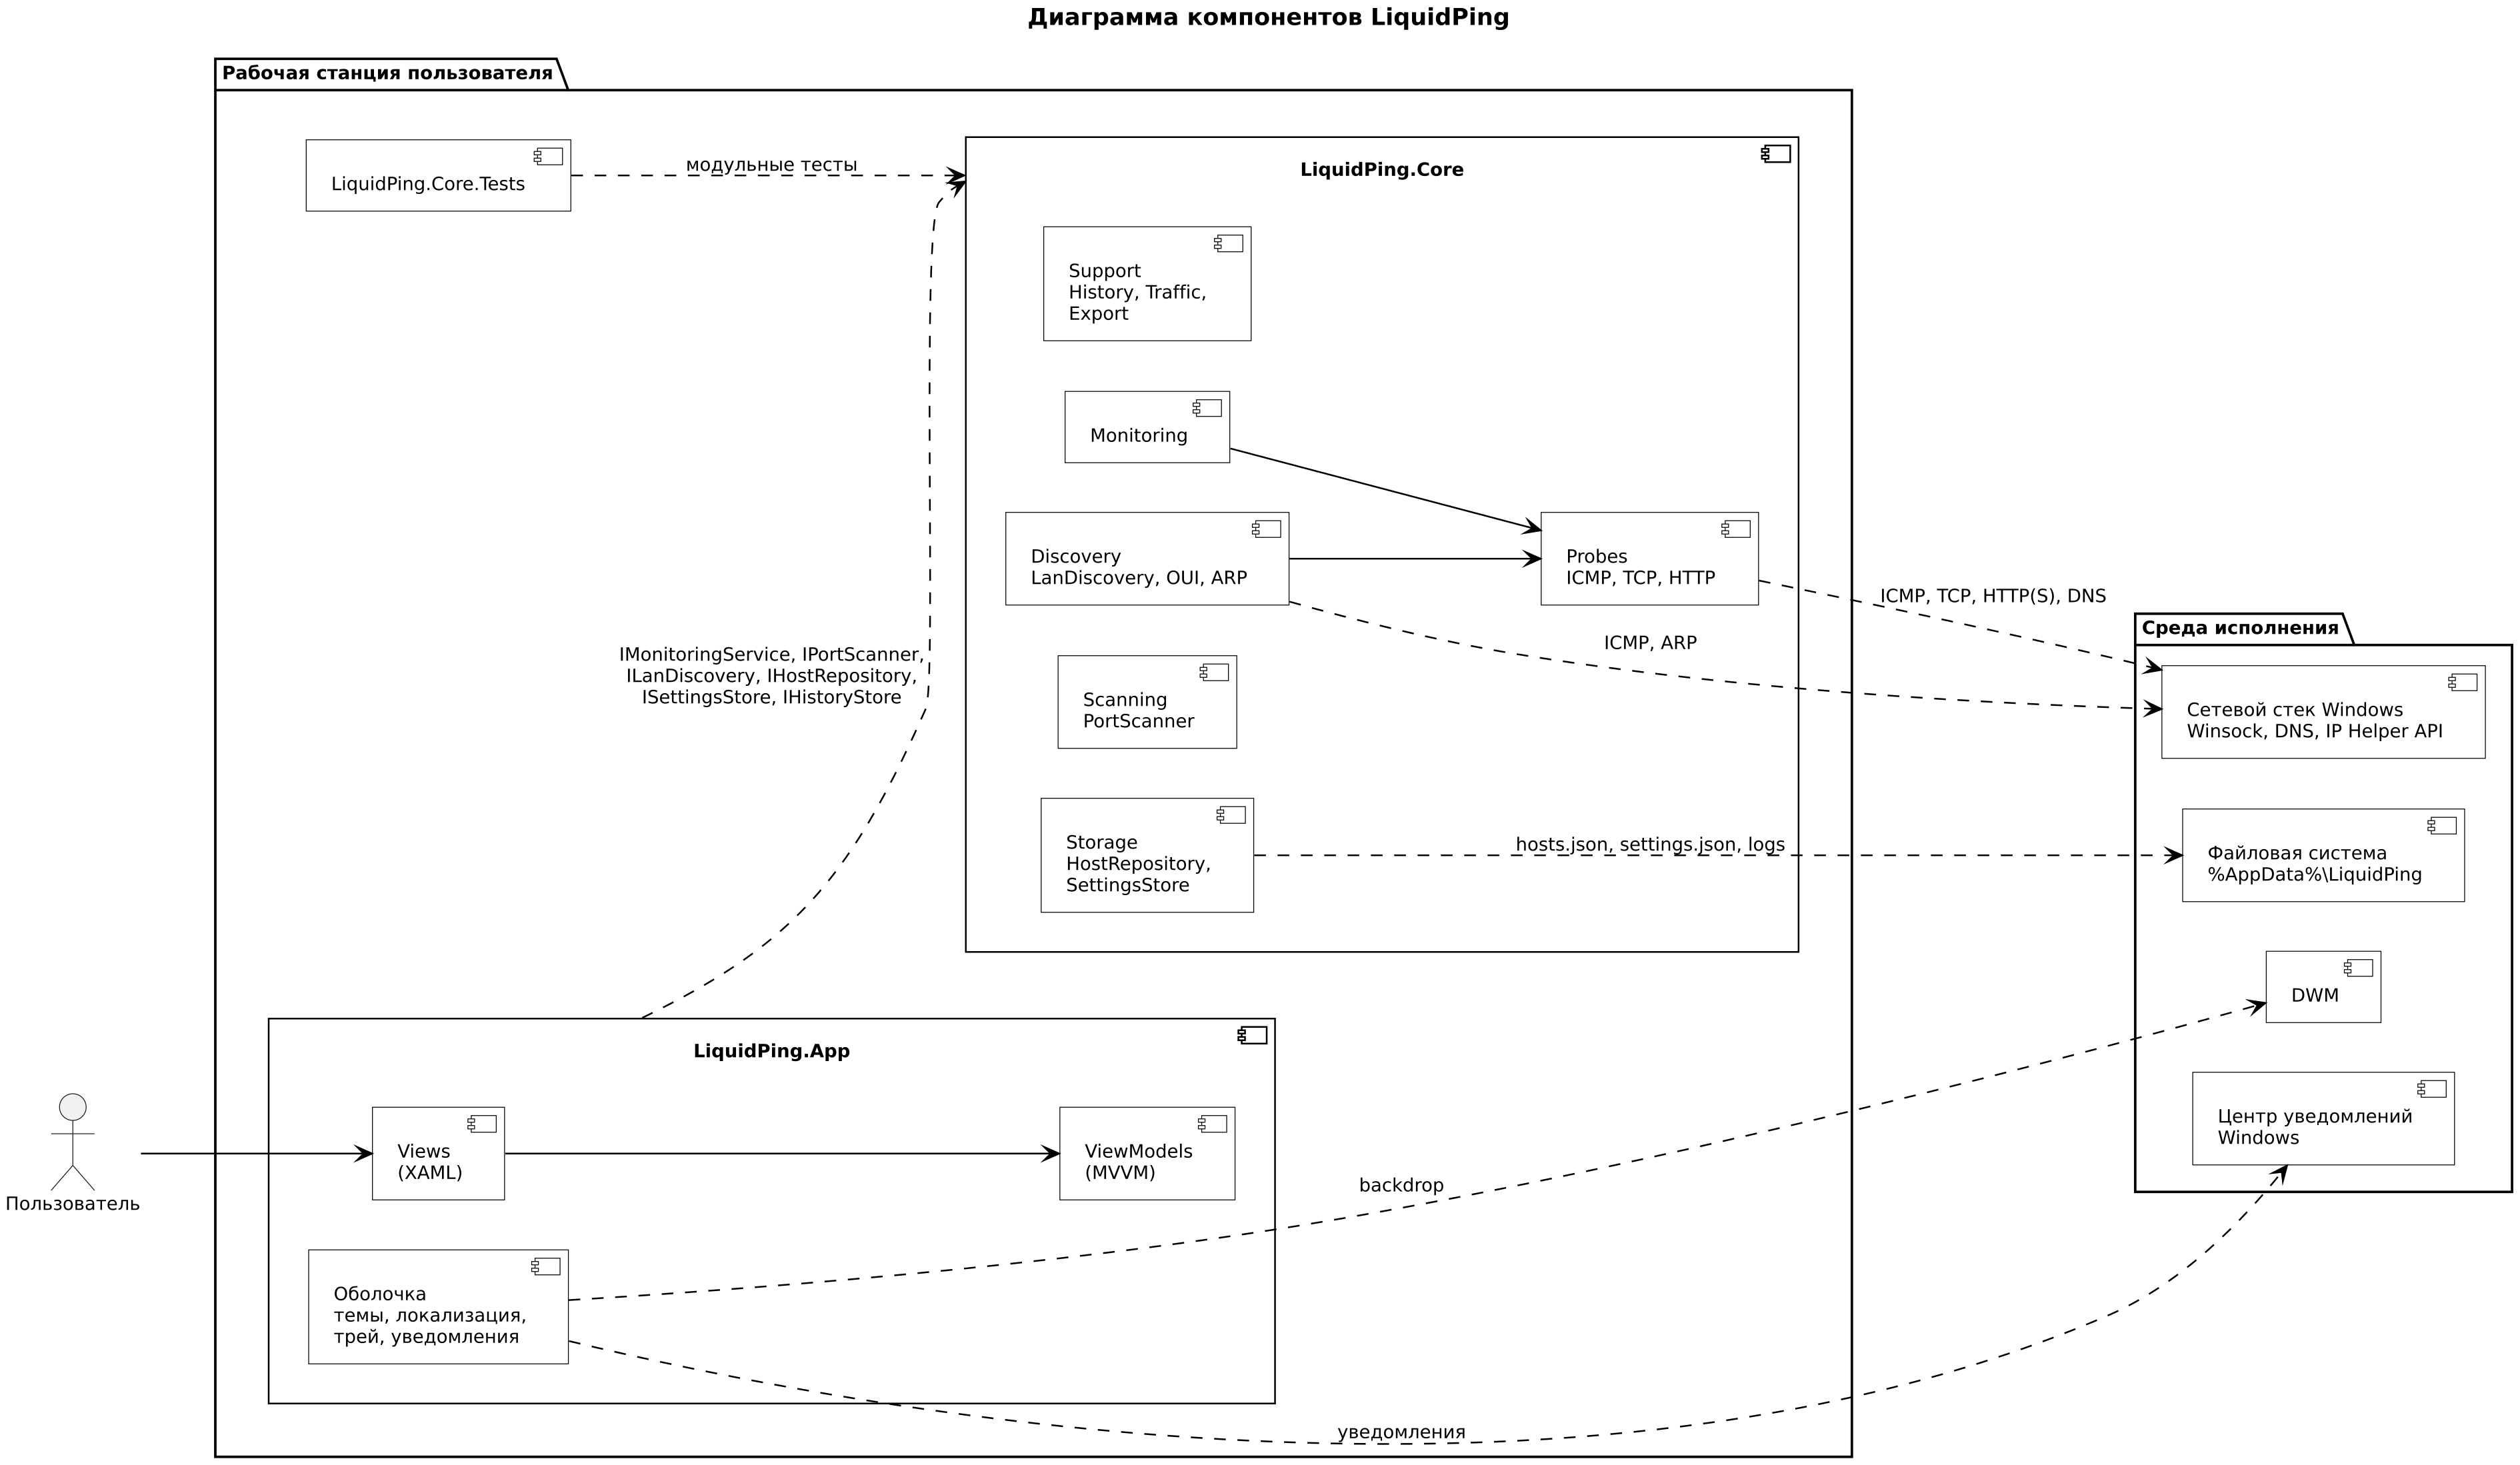 Диаграмма компонентов LiquidPing
Рабочая станция пользователя
LiquidPing.Core.Tests
модульные тесты
LiquidPing.Core
Support
History, Traffic,
Export
Monitoring
Discovery
LanDiscovery, OUI, ARP
Probes
ICMP, TCP, HTTP
ICMP, TCP, HTTP(S), DNS
ICMP, ARP
IMonitoringService, IPortScanner,
ILanDiscovery, IHostRepository,
ISettingsStore, IHistoryStore
Scanning
PortScanner
Storage
HostRepository,
SettingsStore
hosts.json, settings.json, logs
Среда исполнения
Сетевой стек Windows
Winsock, DNS, IP Helper API
Файловая система
%AppData%\LiquidPing
DWM
Центр уведомлений
Windows
LiquidPing.App
Пользователь
Views
(XAML)
ViewModels
(MVVM)
backdrop
Оболочка
темы, локализация,
трей, уведомления
уведомления